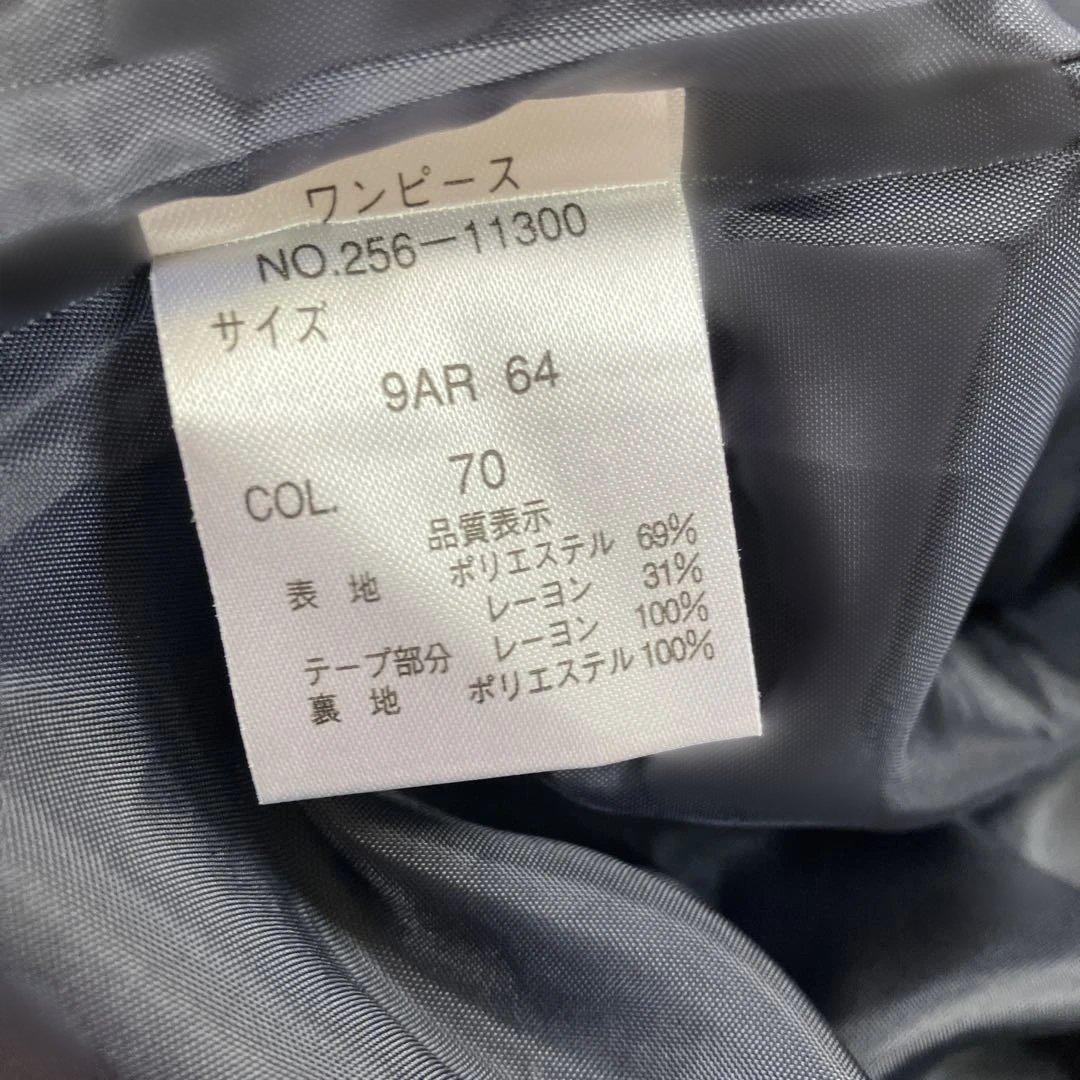 ワンピース
NO.256-11300
サイズ
9AR 64
COL. 70
品質表示
表 地 ポリエステル 69%
レーヨン 31%
テープ部分 レーヨン 100%
裏 地 ポリエステル 100%